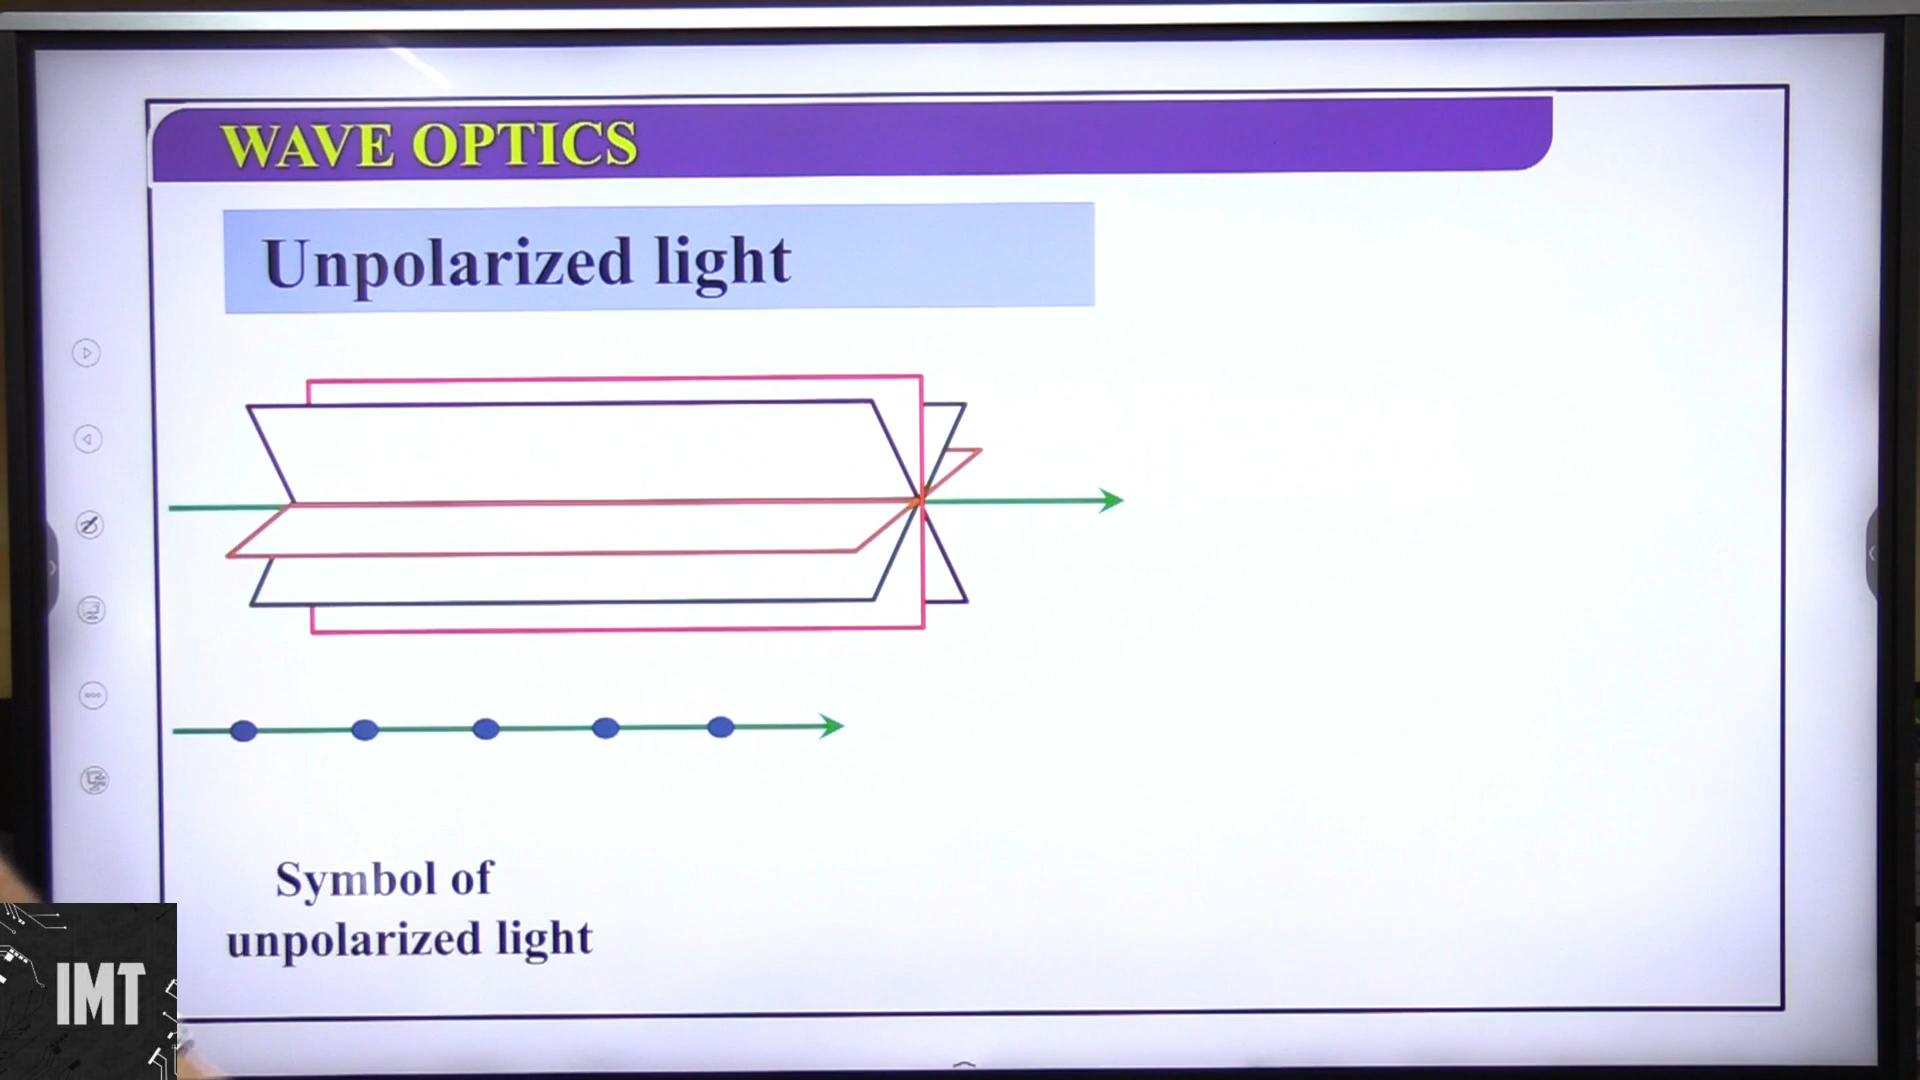 WAVE OPTICS
Unpolarized light
Symbol of
unpolarized light
IMT